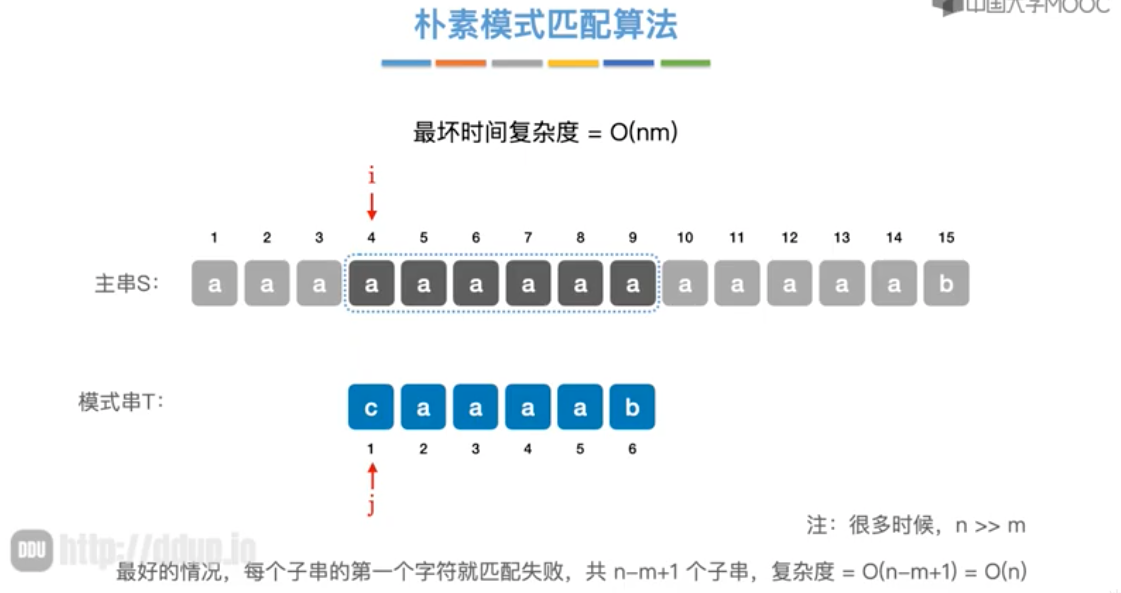 中国大学MOOC
朴素模式匹配算法
最坏时间复杂度 = O(nm)
i
1 2 3 4 5 6 7 8 9 10 11 12 13 14 15
主串S: a a a a a a a a a a a a a a b
模式串T: c a a a a b
1 2 3 4 5 6
j
注：很多时候，n >> m
DDU http://ddup.io
最好的情况，每个子串的第一个字符就匹配失败，共 n-m+1 个子串，复杂度 = O(n-m+1) = O(n)